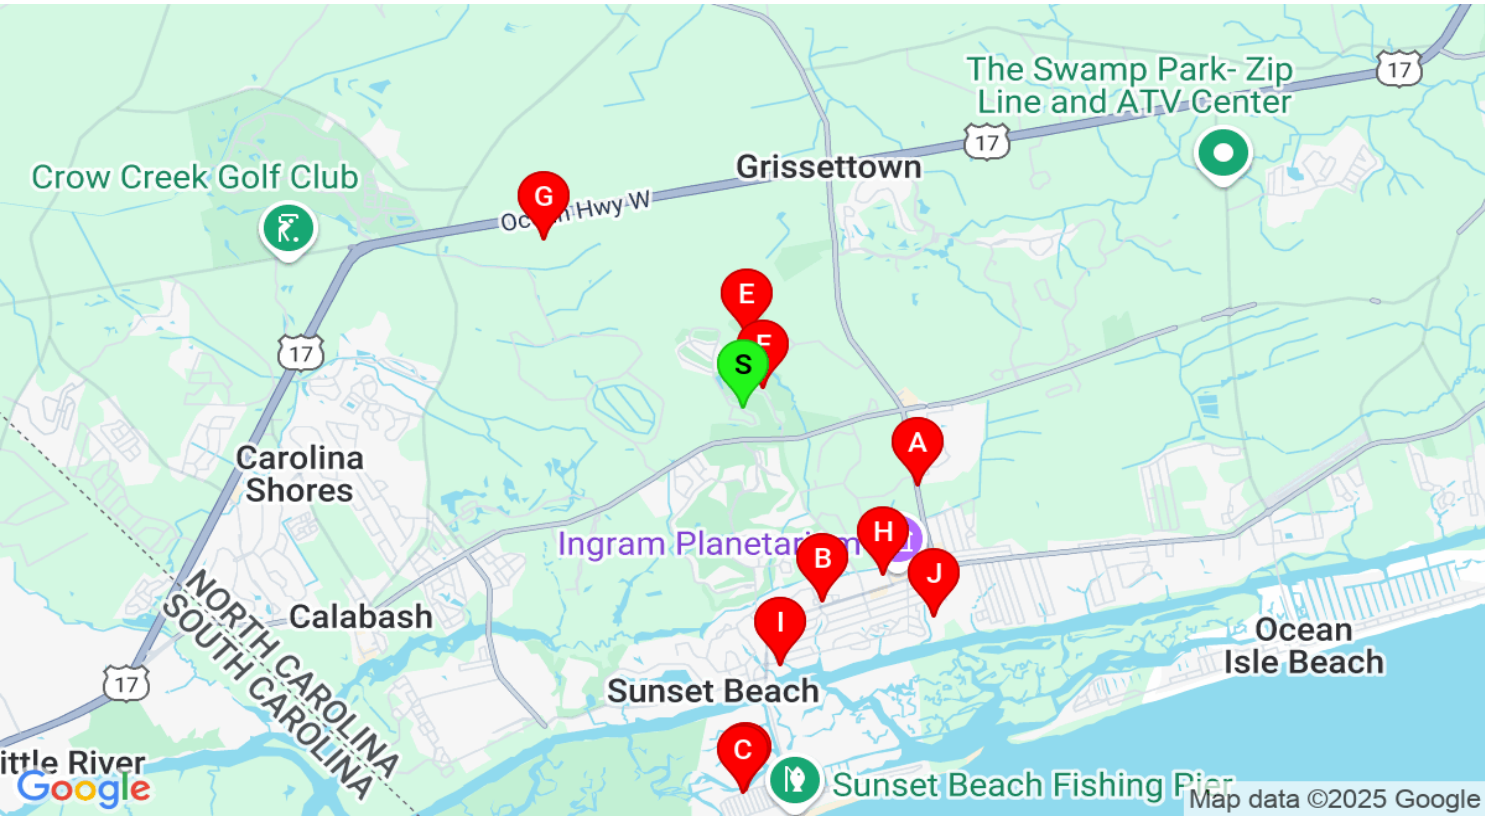 17
The Swamp Park- Zip
Line and ATV Center
17
Grissettown
Crow Creek Golf Club
G
Ocean Hwy W
E
17
F
S
A
Carolina
Shores
Ingram Planetarium
H
B
J
NORTH CAROLINA
SOUTH CAROLINA
Calabash
I
Ocean
Isle Beach
17
Sunset Beach
C
ittle River
Google
Sunset Beach Fishing Pier
Map data ©2025 Google